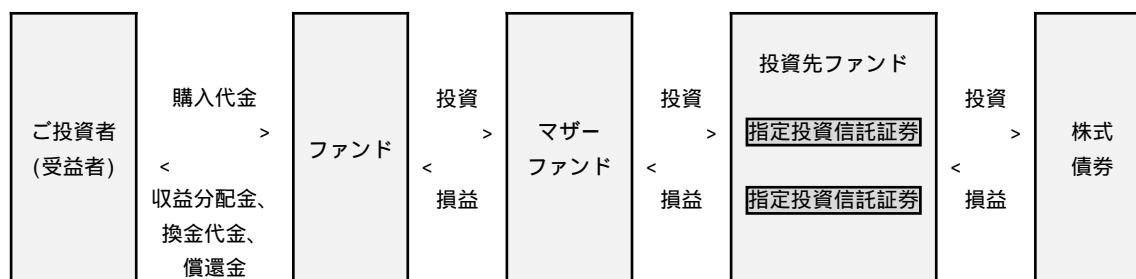 ご投資者
(受益者)
購入代金
>
<
収益分配金、
換金代金、
償還金
ファンド
投資
>
<
損益
マザー
ファンド
投資
>
<
損益
投資先ファンド
指定投資信託証券
指定投資信託証券
投資
>
<
損益
株式
債券